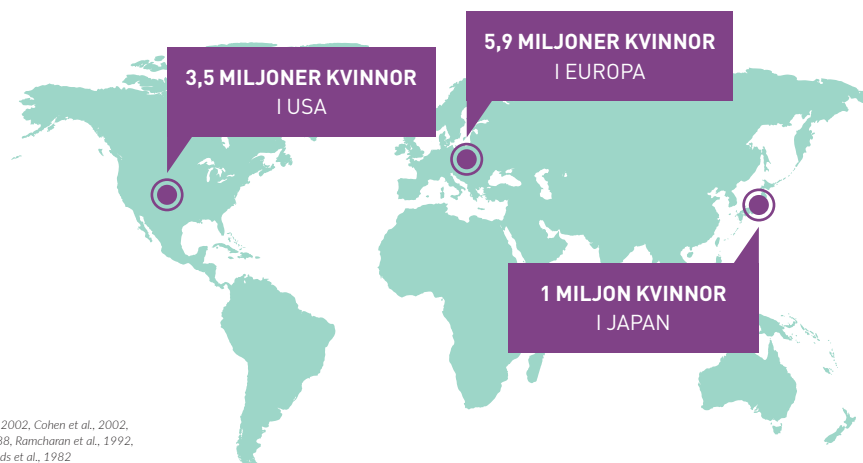 5,9 MILJONER KVINNOR
I EUROPA
3,5 MILJONER KVINNOR
I USA
1 MILJON KVINNOR
I JAPAN
2002, Cohen et al., 2002,
88, Ramcharan et al., 1992,
ds et al., 1982